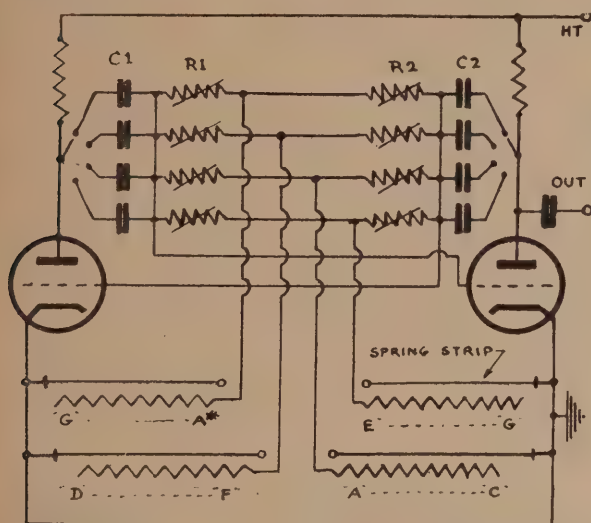 HT
C1 R1 R2 C2
OUT
SPRING STRIP
"G" ---- A*
E ------- G
D ------- F
A ------- C